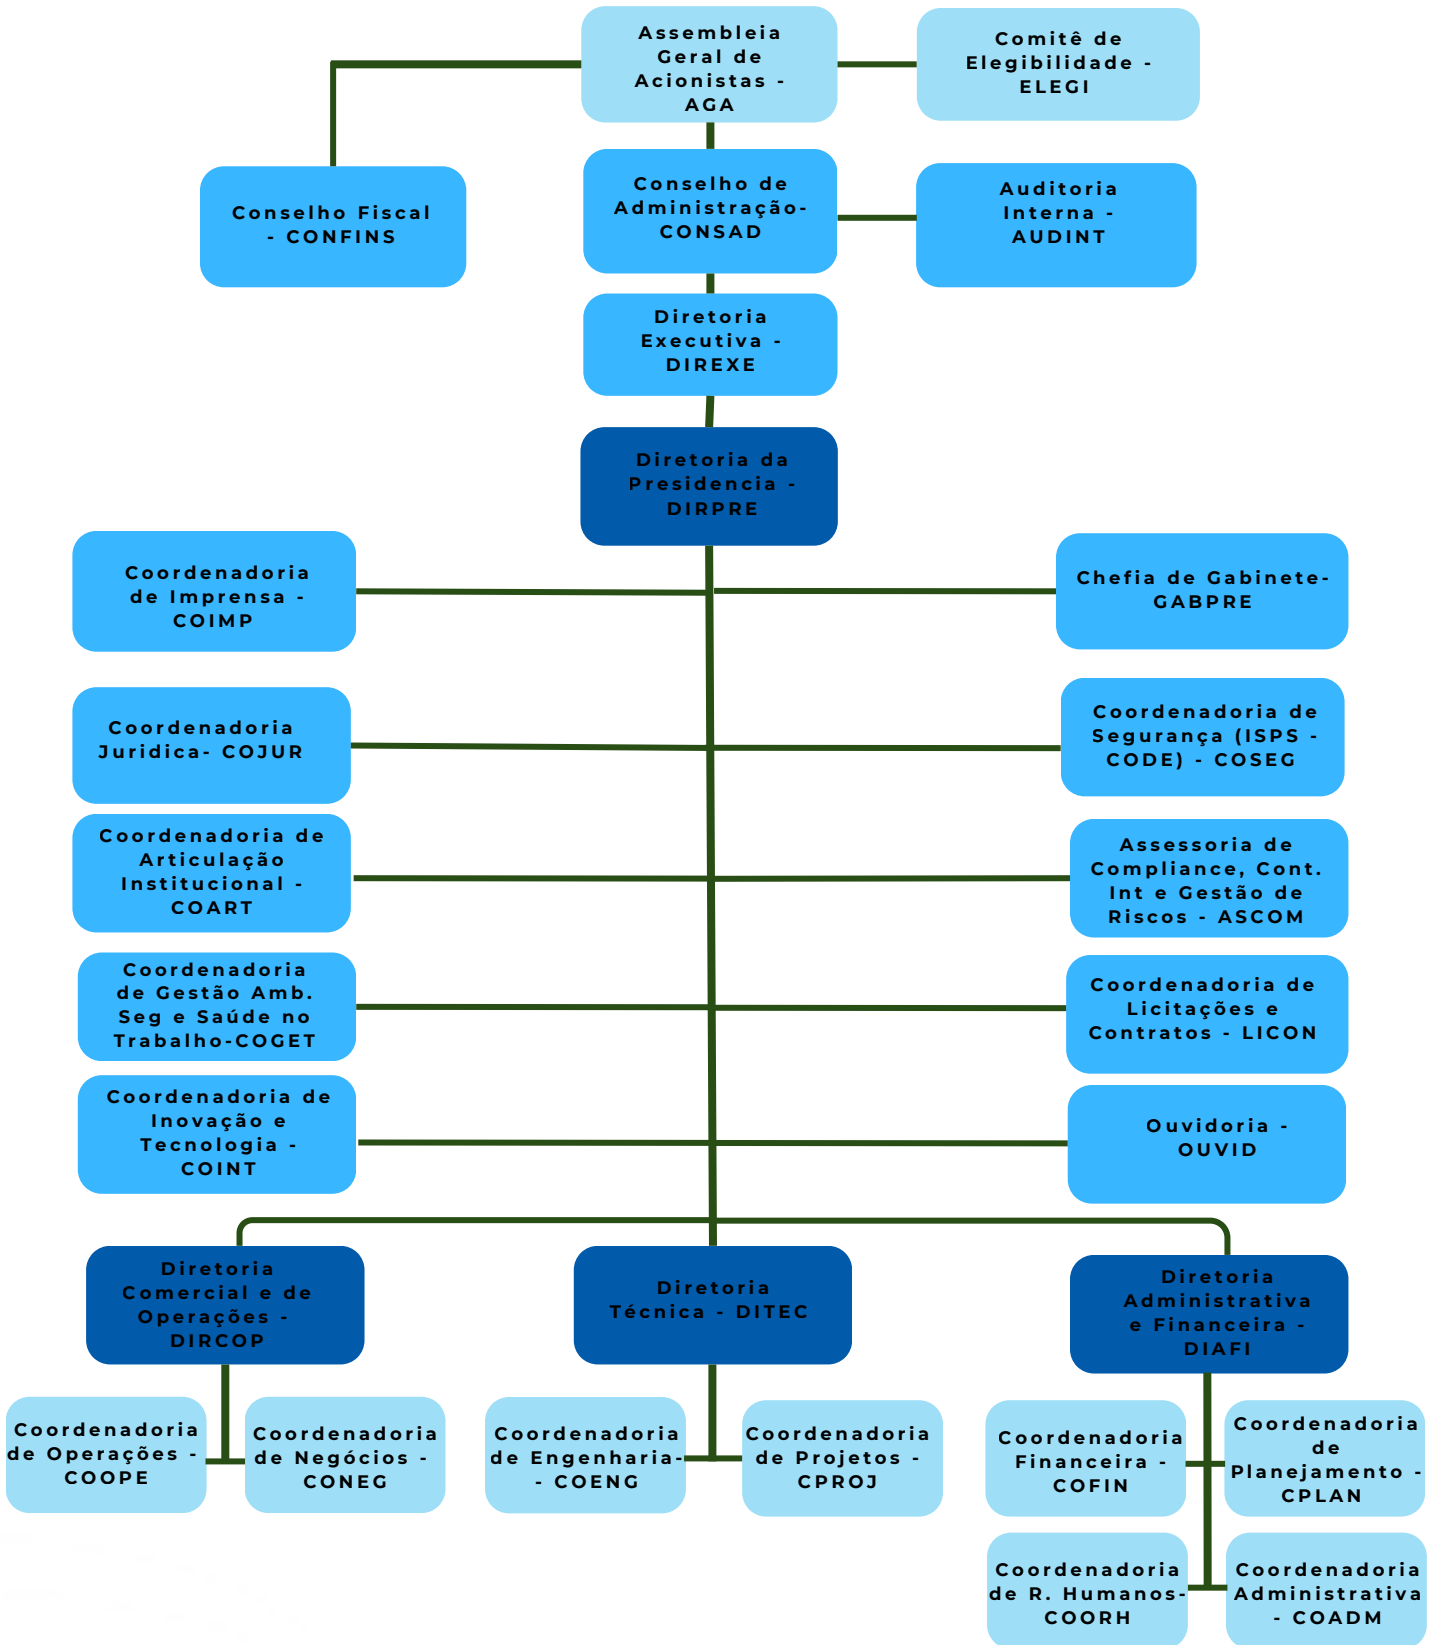 Assembleia
Geral de
Acionistas -
AGA
Comitê de
Elegibilidade -
ELEGI
Conselho Fiscal
- CONFINS
Conselho de
Administração-
CONSAD
Auditoria
Interna -
AUDINT
Diretoria
Executiva -
DIREXE
Diretoria da
Presidencia -
DIRPRE
Coordenadoria
de Imprensa -
COIMP
Chefia de Gabinete-
GABPRE
Coordenadoria
Juridica- COJUR
Coordenadoria de
Segurança (ISPS -
CODE) - COSEG
Coordenadoria de
Articulação
Institucional -
COART
Assessoria de
Compliance, Cont.
Int e Gestão de
Riscos - ASCOM
Coordenadoria
de Gestão Amb.
Seg e Saúde no
Trabalho-COGET
Coordenadoria de
Licitações e
Contratos - LICON
Coordenadoria de
Inovação e
Tecnologia -
COINT
Ouvidoria -
OUVID
Diretoria
Comercial e de
Operações -
DIRCOP
Diretoria
Técnica - DITEC
Diretoria
Administrativa
e Financeira -
DIAFI
Coordenadoria
de Operações -
COOPE
Coordenadoria
de Negócios -
CONEG
Coordenadoria
de Engenharia-
- COENG
Coordenadoria
de Projetos -
CPROJ
Coordenadoria
Financeira -
COFIN
Coordenadoria
de
Planejamento -
CPLAN
Coordenadoria
de R. Humanos-
COORH
Coordenadoria
Administrativa
- COADM